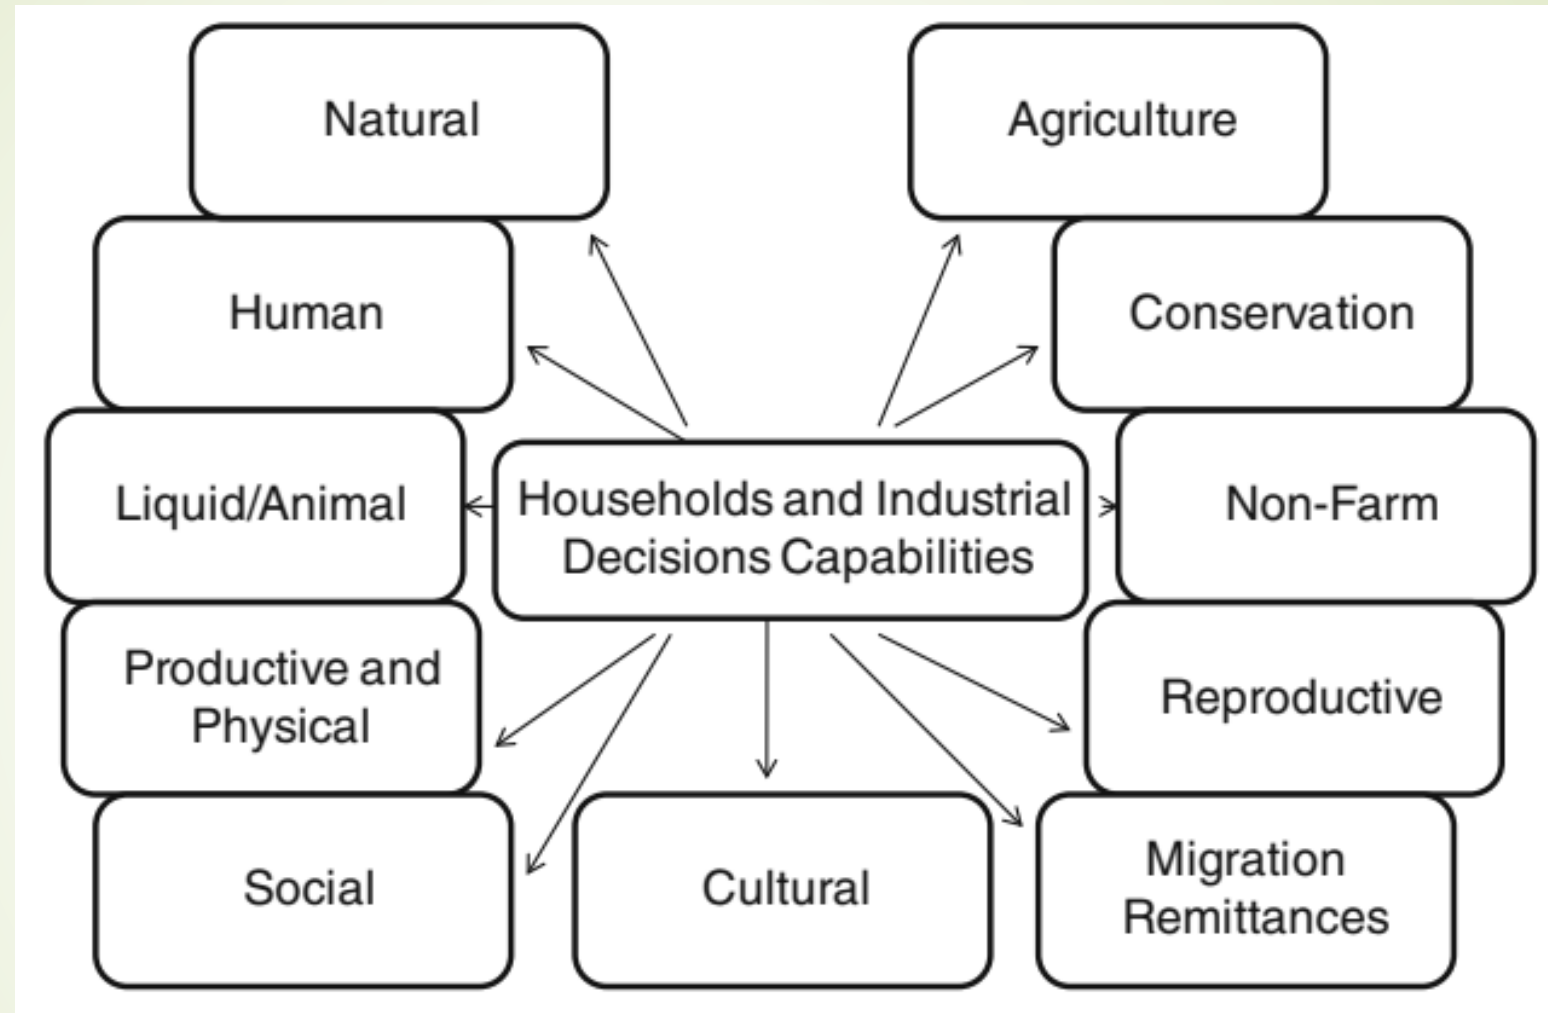 Natural
Agriculture
Human
Conservation
Liquid/Animal
Households and Industrial
Decisions Capabilities
Non-Farm
Productive and
Physical
Reproductive
Social
Cultural
Migration
Remittances